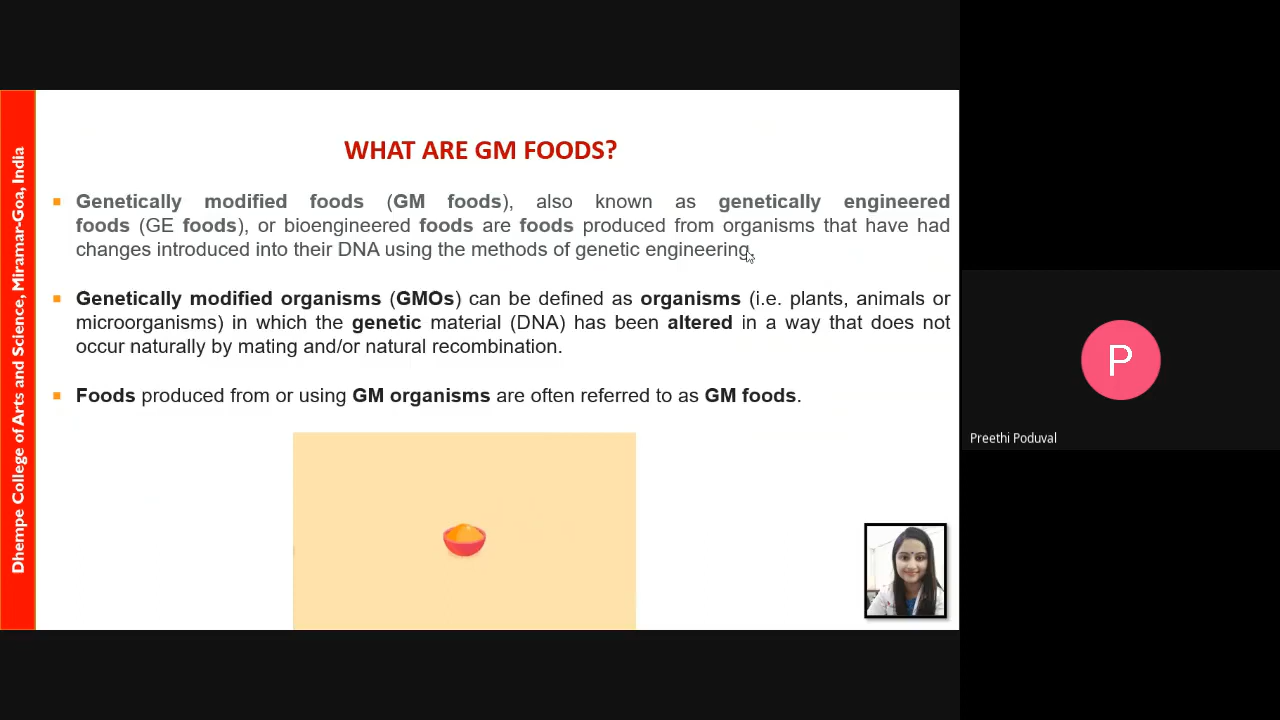 Dhempe College of Arts and Science, Miramar-Goa, India
WHAT ARE GM FOODS?
Genetically modified foods (GM foods), also known as genetically engineered
foods (GE foods), or bioengineered foods are foods produced from organisms that have had
changes introduced into their DNA using the methods of genetic engineering.
Genetically modified organisms (GMOs) can be defined as organisms (i.e. plants, animals or
microorganisms) in which the genetic material (DNA) has been altered in a way that does not
occur naturally by mating and/or natural recombination.
Foods produced from or using GM organisms are often referred to as GM foods.
P
Preethi Poduval